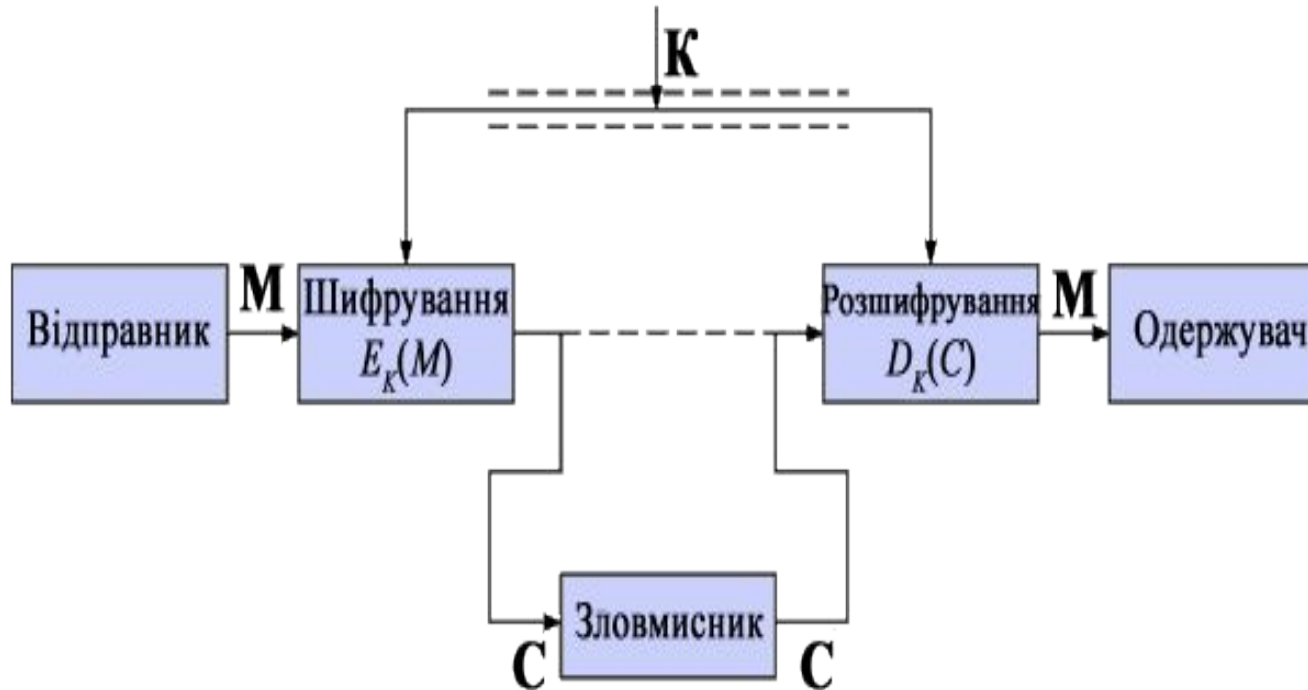 К
Відправник
М
Шифрування
E_K(M)
Розшифрування
D_K(C)
М
Одержувач
С
Зловмисник
С